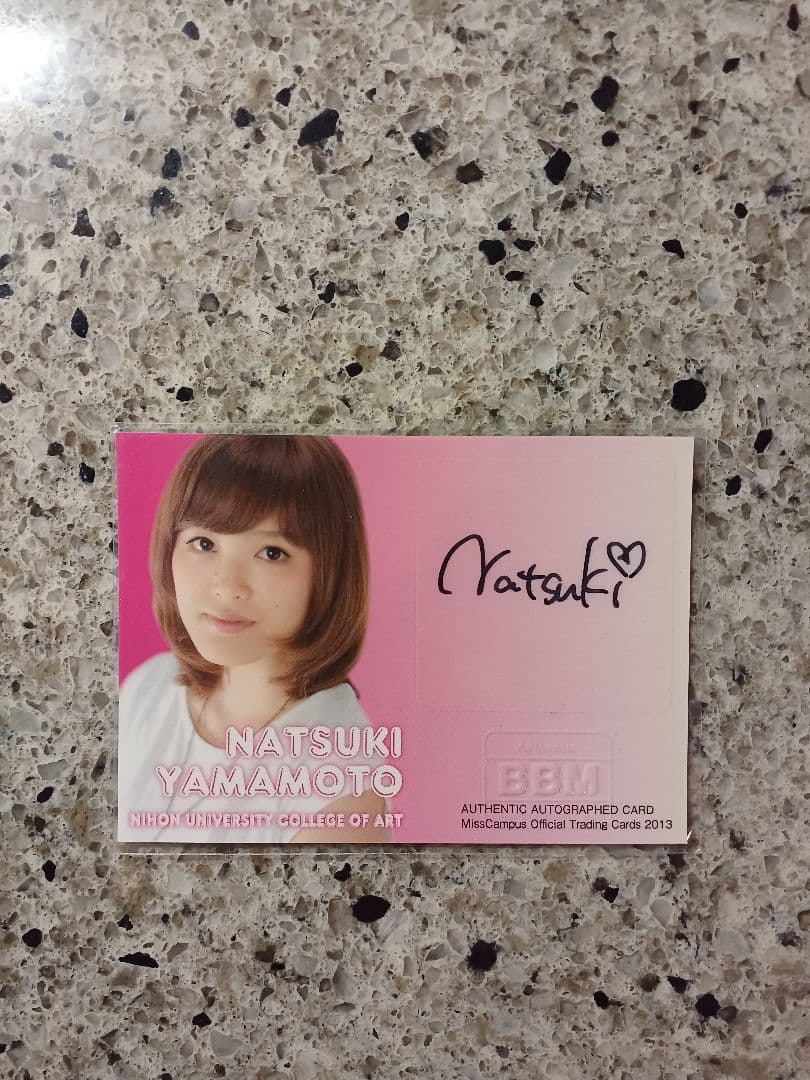 Natsuki
NATSUKI
YAMAMOTO
NIHON UNIVERSITY COLLEGE OF ART
BBM
AUTHENTIC AUTOGRAPHED CARD
MissCampus Official Trading Cards 2013